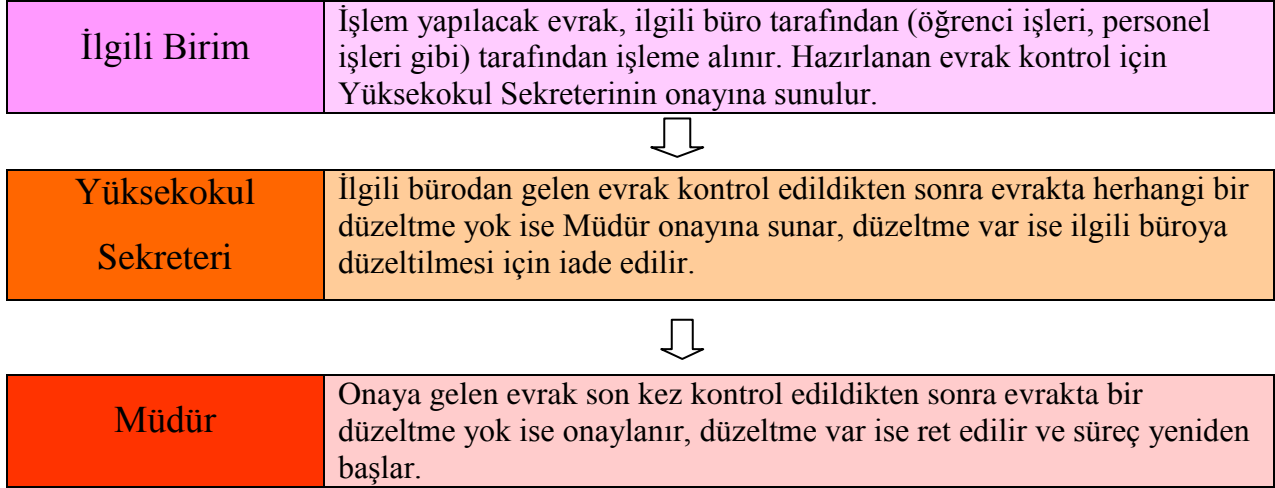 İlgili Birim
İşlem yapılacak evrak, ilgili büro tarafından (öğrenci işleri, personel
işleri gibi) tarafından işleme alınır. Hazırlanan evrak kontrol için
Yüksekokul Sekreterinin onayına sunulur.
Yüksekokul
Sekreteri
İlgili bürodan gelen evrak kontrol edildikten sonra evrakta herhangi bir
düzeltme yok ise Müdür onayına sunar, düzeltme var ise ilgili büroya
düzeltilmesi için iade edilir.
Müdür
Onaya gelen evrak son kez kontrol edildikten sonra evrakta bir
düzeltme yok ise onaylanır, düzeltme var ise ret edilir ve süreç yeniden
başlar.